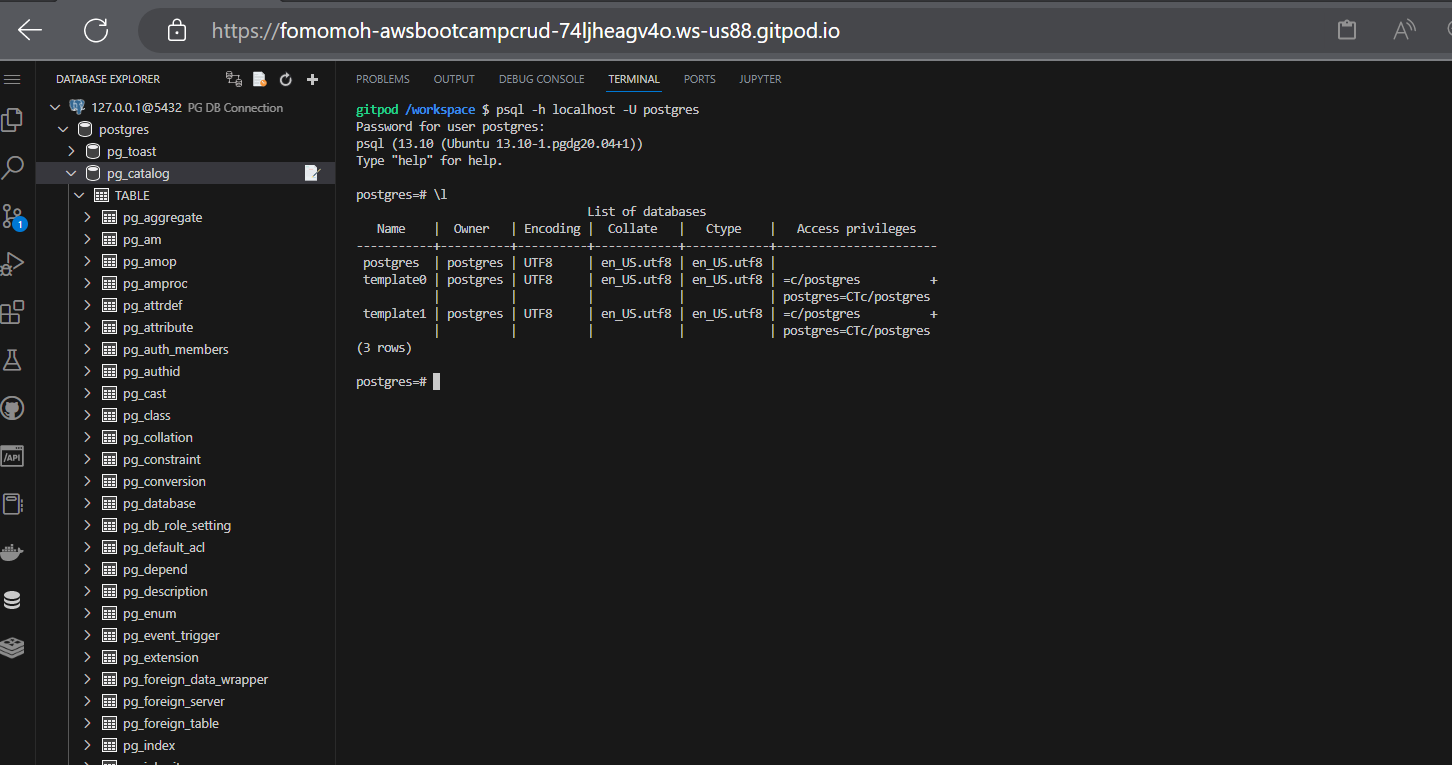 https://fomomoh-awsbootcampcrud-74ljheagv4o.ws-us88.gitpod.io
DATABASE EXPLORER
127.0.0.1@5432 PG DB Connection
postgres
pg_toast
pg_catalog
TABLE
pg_aggregate
pg_am
pg_amop
pg_amproc
pg_attrdef
pg_attribute
pg_auth_members
pg_authid
pg_cast
pg_class
pg_collation
pg_constraint
pg_conversion
pg_database
pg_db_role_setting
pg_default_acl
pg_depend
pg_description
pg_enum
pg_event_trigger
pg_extension
pg_foreign_data_wrapper
pg_foreign_server
pg_foreign_table
pg_index
1
/API
PROBLEMS OUTPUT DEBUG CONSOLE TERMINAL PORTS JUPYTER
gitpod /workspace $ psql -h localhost -U postgres
Password for user postgres:
psql (13.10 (Ubuntu 13.10-1.pgdg20.04+1))
Type "help" for help.
postgres=# \l
List of databases
Name | Owner | Encoding | Collate | Ctype | Access privileges
-----------+----------+----------+------------+------------+-----------------------
postgres | postgres | UTF8 | en_US.utf8 | en_US.utf8 |
template0 | postgres | UTF8 | en_US.utf8 | en_US.utf8 | =c/postgres +
| | | | | postgres=CTc/postgres
template1 | postgres | UTF8 | en_US.utf8 | en_US.utf8 | =c/postgres +
| | | | | postgres=CTc/postgres
(3 rows)
postgres=#